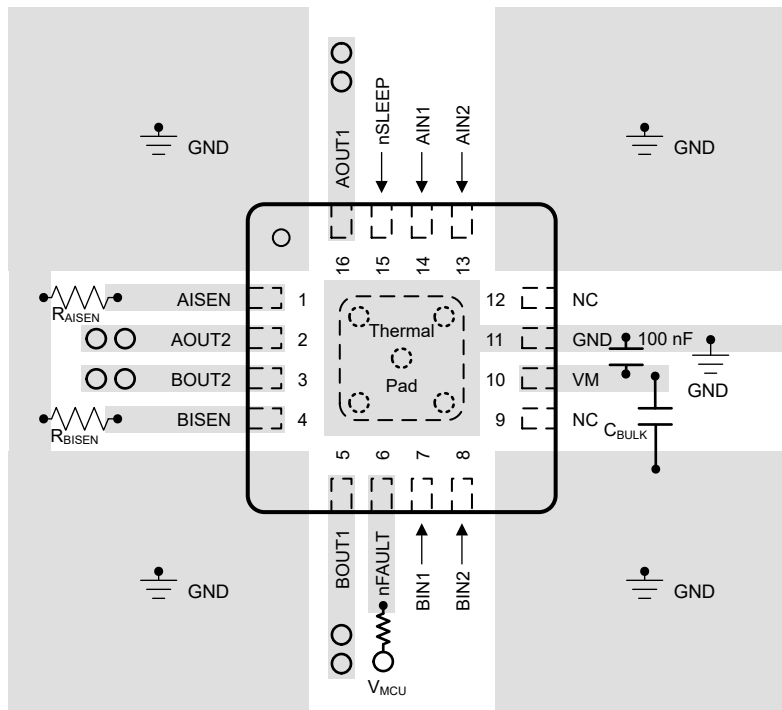 AOUT1
nSLEEP
AIN1
AIN2
GND
GND
16
15
14
13
RAISEN
AISEN
1
12
NC
AOUT2
2
Thermal
11
GND
100 nF
BOUT2
3
Pad
10
VM
GND
RBISEN
BISEN
4
9
NC
CBULK
5
6
7
8
BOUT1
nFAULT
BIN1
BIN2
GND
GND
VMCU